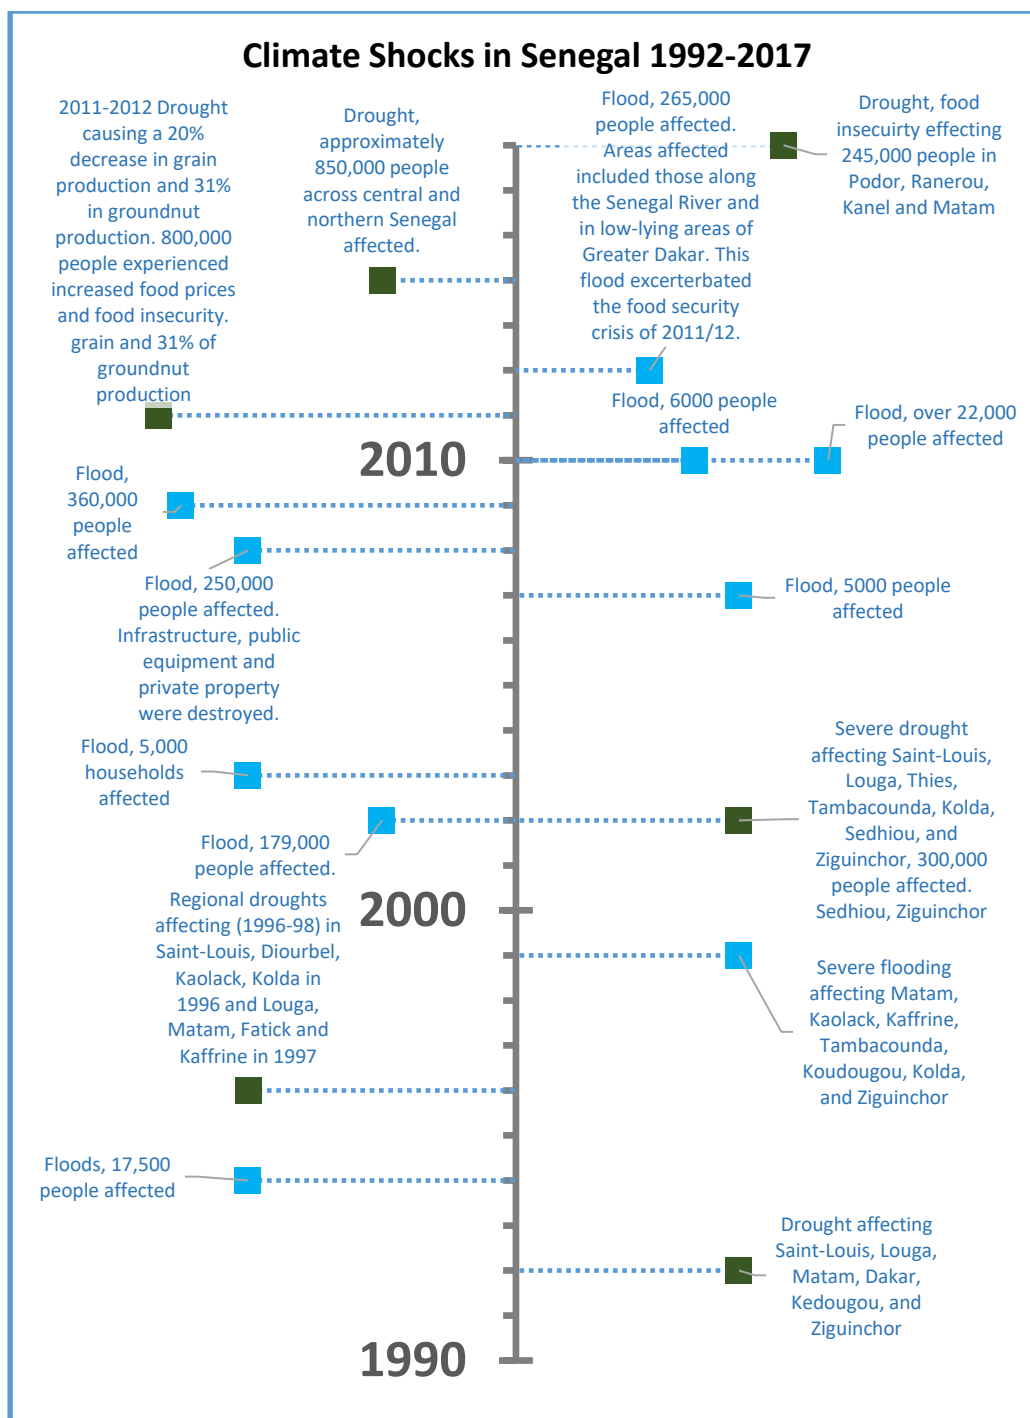 Climate Shocks in Senegal 1992-2017
2011-2012 Drought
causing a 20%
decrease in grain
production and 31%
in groundnut
production. 800,000
people experienced
increased food prices
and food insecurity.
grain and 31% of
groundnut
production
Drought,
approximately
850,000 people
across central and
northern Senegal
affected.
Flood, 265,000
people affected.
Areas affected
included those along
the Senegal River and
in low-lying areas of
Greater Dakar. This
flood excerterbated
the food security
crisis of 2011/12.
Drought, food
insecuirty effecting
245,000 people in
Podor, Ranerou,
Kanel and Matam
Flood, 6000 people
affected
Flood, over 22,000
people affected
2010
Flood,
360,000
people
affected
Flood, 250,000
people affected.
Infrastructure, public
equipment and
private property
were destroyed.
Flood, 5000 people
affected
Flood, 5,000
households
affected
Severe drought
affecting Saint-Louis,
Louga, Thies,
Tambacounda, Kolda,
Sedhiou, and
Ziguinchor, 300,000
people affected.
Sedhiou, Ziguinchor
Flood, 179,000
people affected.
Regional droughts
affecting (1996-98) in
Saint-Louis, Diourbel,
Kaolack, Kolda in
1996 and Louga,
Matam, Fatick and
Kaffrine in 1997
2000
Severe flooding
affecting Matam,
Kaolack, Kaffrine,
Tambacounda,
Koudougou, Kolda,
and Ziguinchor
Floods, 17,500
people affected
Drought affecting
Saint-Louis, Louga,
Matam, Dakar,
Kedougou, and
Ziguinchor
1990